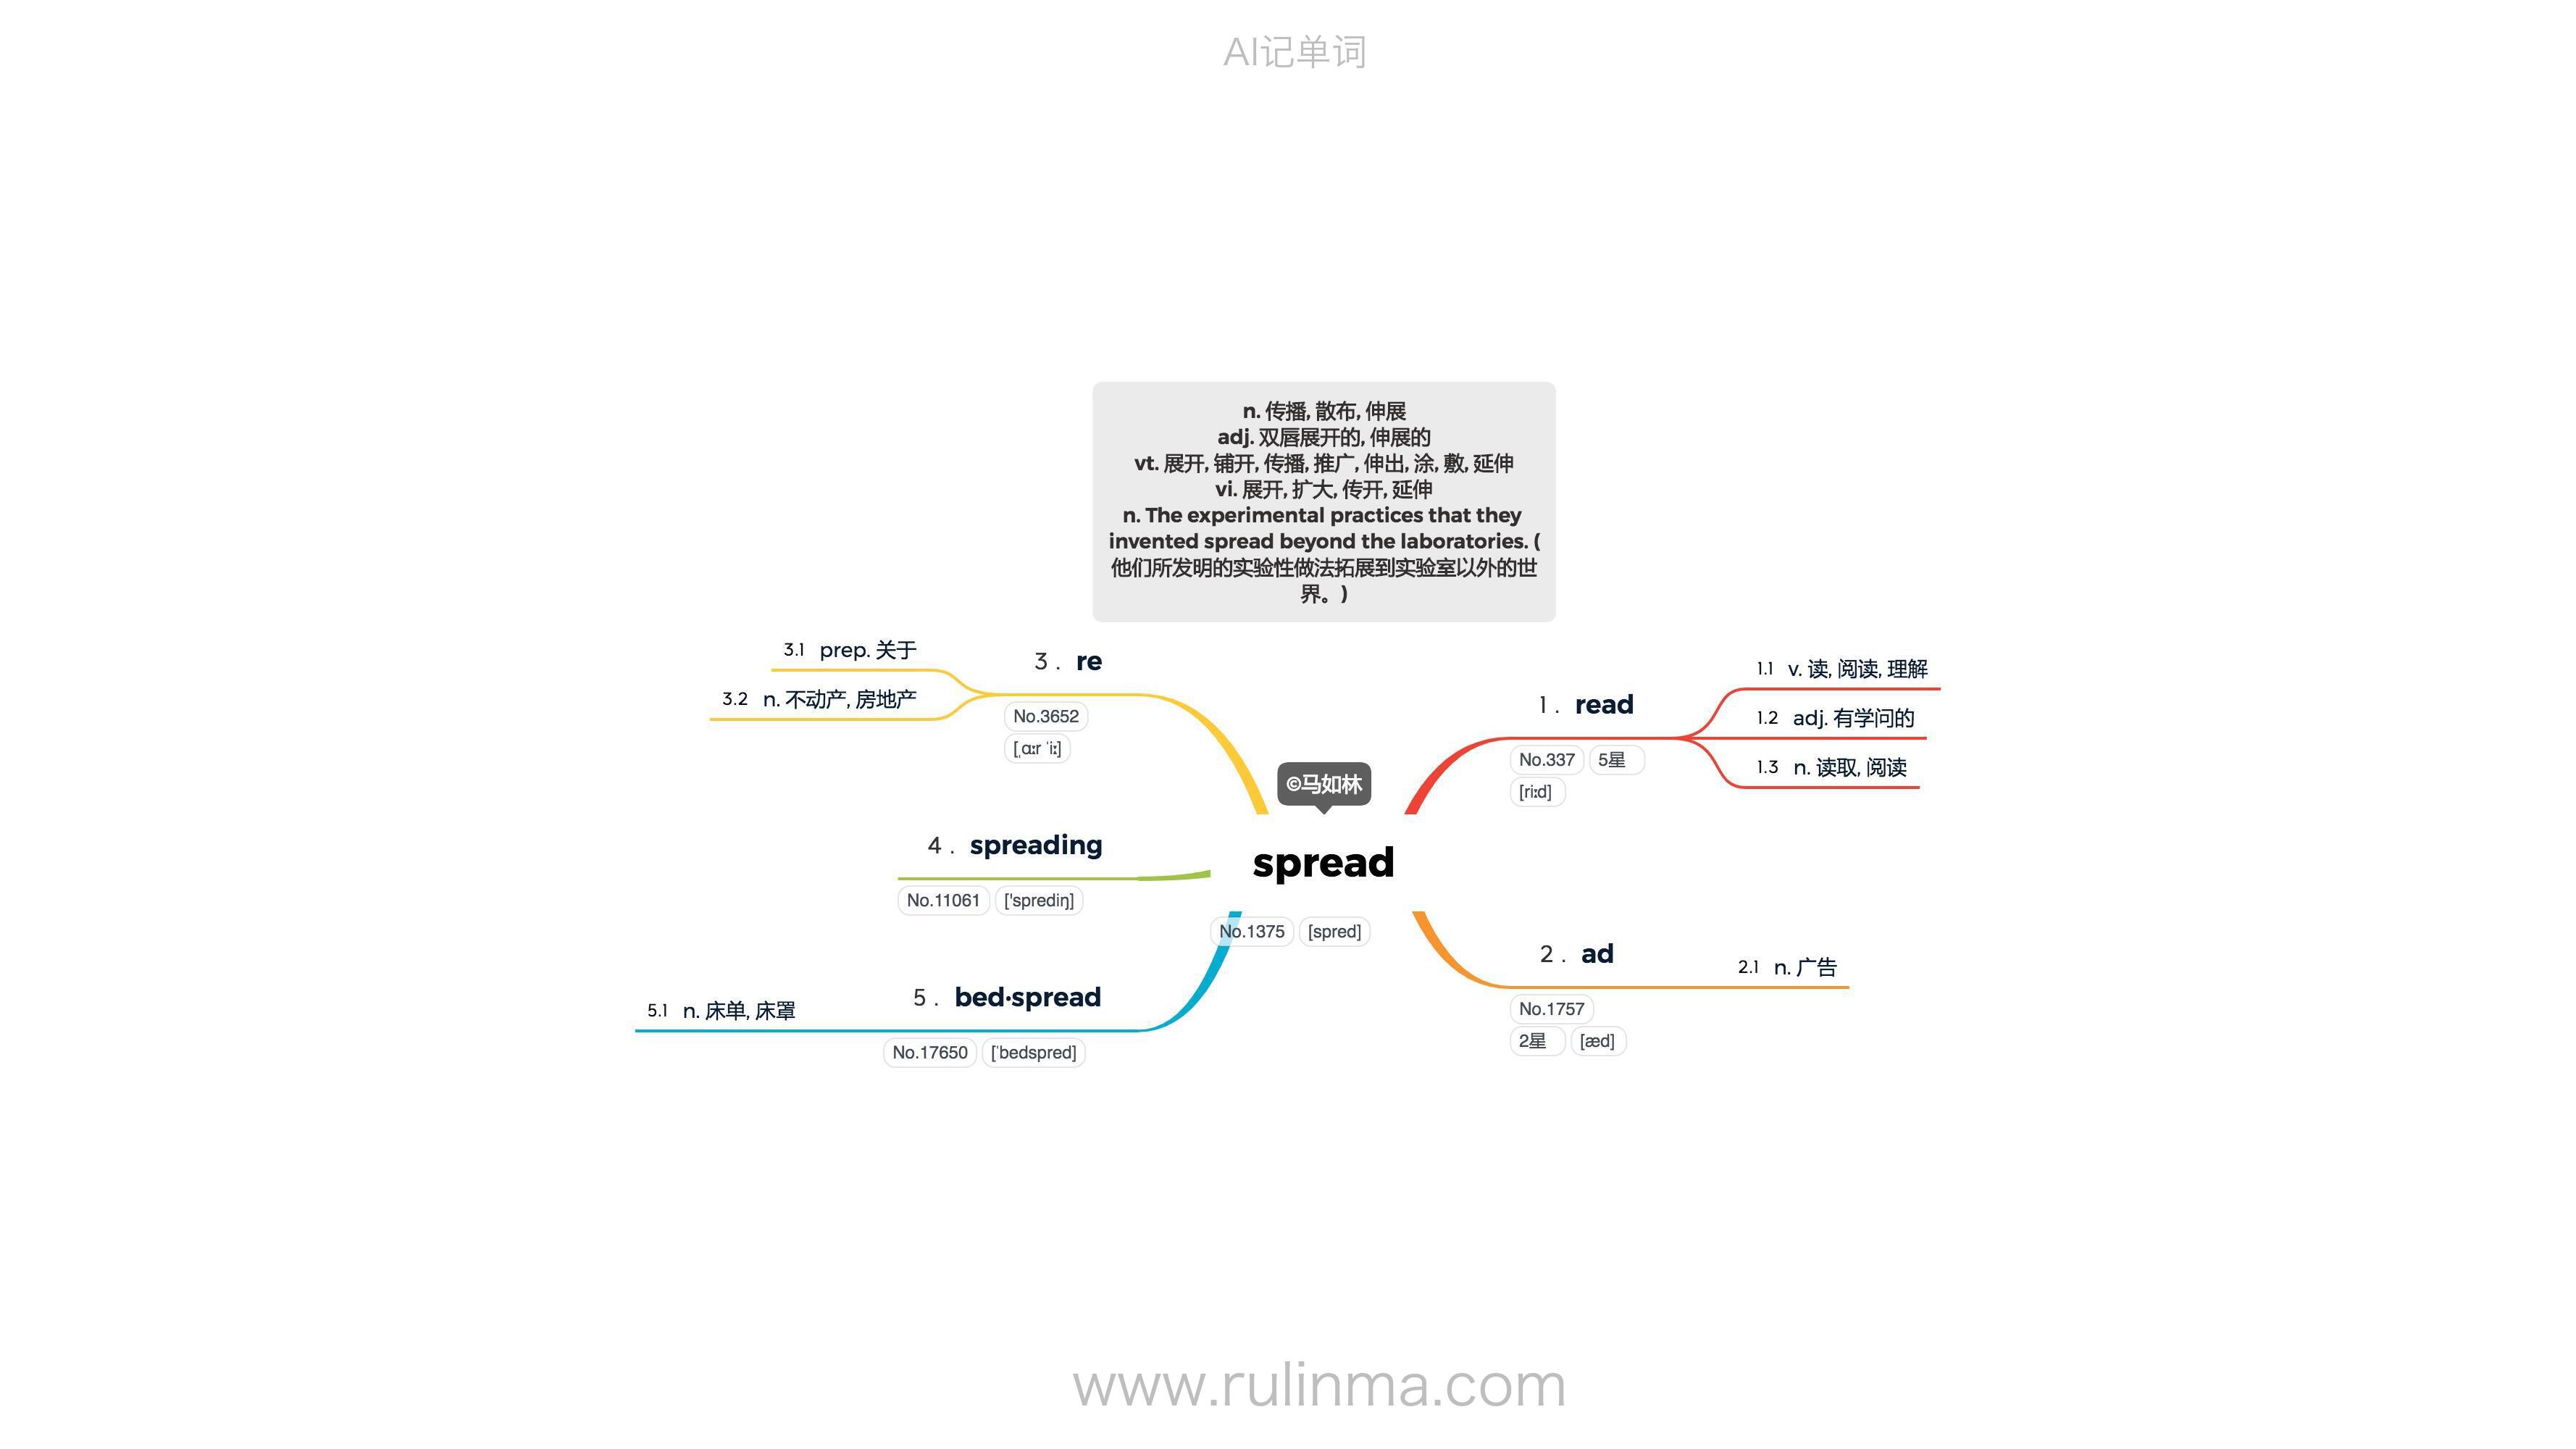 AI记单词
n. 传播, 散布, 伸展
adj. 双唇展开的, 伸展的
vt. 展开, 铺开, 传播, 推广, 伸出, 涂, 敷, 延伸
vi. 展开, 扩大, 传开, 延伸
n. The experimental practices that they
invented spread beyond the laboratories. (
他们所发明的实验性做法拓展到实验室以外的世
界。)
©马如林
spread
No.1375 [spred]
1. read
No.337 5星
[riːd]
1.1 v. 读, 阅读, 理解
1.2 adj. 有学问的
1.3 n. 读取, 阅读
2. ad
No.1757
2星 [æd]
2.1 n. 广告
3. re
No.3652
[ˌɑːr ˈiː]
3.1 prep. 关于
3.2 n. 不动产, 房地产
4. spreading
No.11061 ['sprediŋ]
5. bed·spread
No.17650 [ˈbedspred]
5.1 n. 床单, 床罩
www.rulinma.com